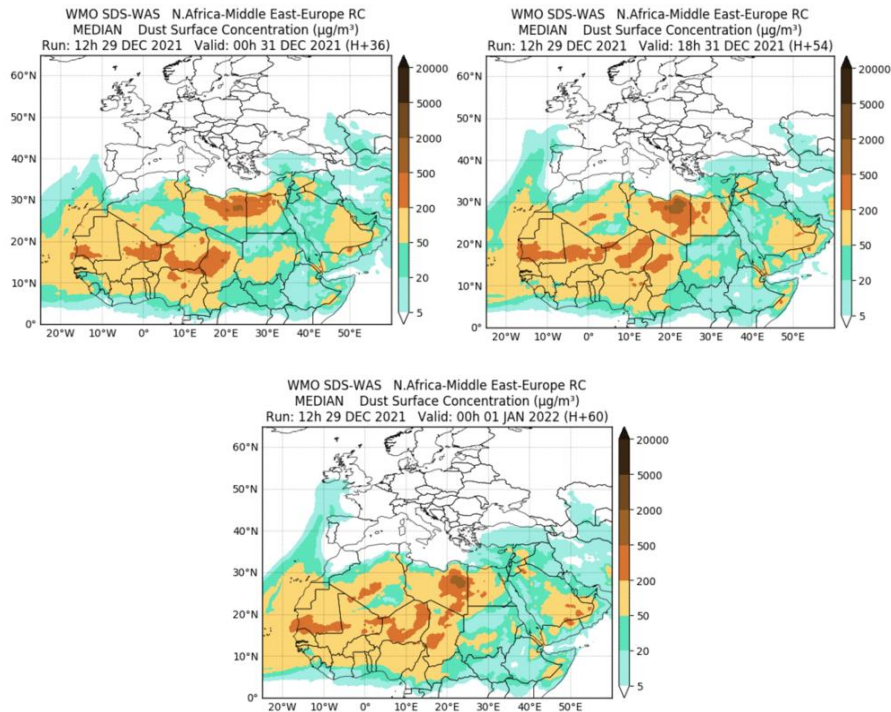 WMO SDS-WAS N.Africa-Middle East-Europe RC
MEDIAN Dust Surface Concentration (µg/m³)
Run: 12h 29 DEC 2021 Valid: 00h 31 DEC 2021 (H+36)
60°N
50°N
40°N
30°N
20°N
10°N
0°
20°W 10°W 0° 10°E 20°E 30°E 40°E 50°E
20000
5000
2000
500
200
50
20
5
WMO SDS-WAS N.Africa-Middle East-Europe RC
MEDIAN Dust Surface Concentration (µg/m³)
Run: 12h 29 DEC 2021 Valid: 18h 31 DEC 2021 (H+54)
60°N
50°N
40°N
30°N
20°N
10°N
0°
20°W 10°W 0° 10°E 20°E 30°E 40°E 50°E
20000
5000
2000
500
200
50
20
5
WMO SDS-WAS N.Africa-Middle East-Europe RC
MEDIAN Dust Surface Concentration (µg/m³)
Run: 12h 29 DEC 2021 Valid: 00h 01 JAN 2022 (H+60)
60°N
50°N
40°N
30°N
20°N
10°N
0°
20°W 10°W 0° 10°E 20°E 30°E 40°E 50°E
20000
5000
2000
500
200
50
20
5